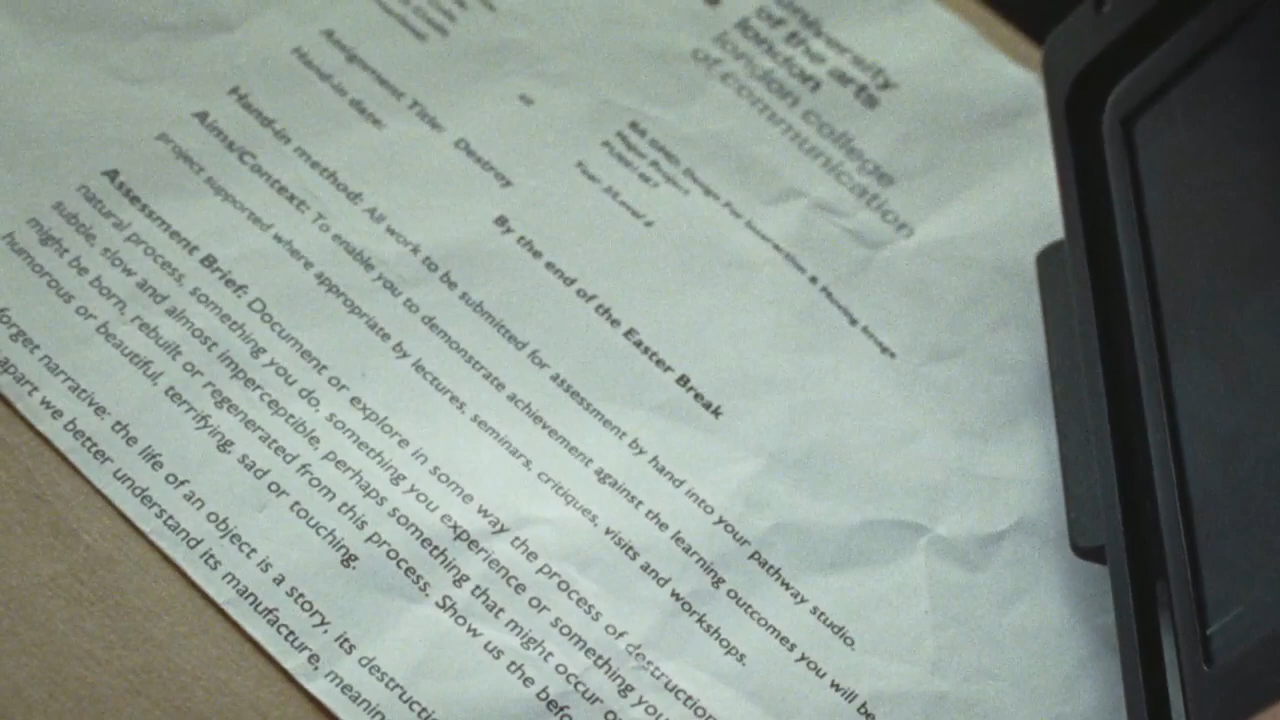 university
of the arts
london
london college
of communication
Assignment Title: Destroy
Hand-in date:
By the end of the Easter Break
Hand-in method: All work to be submitted for assessment by hand into your pathway studio.
Aims/Context: To enable you to demonstrate achievement against the learning outcomes you will be
project supported where appropriate by lectures, seminars, critiques, visits and workshops.
Assessment Brief: Document or explore in some way the process of destruction
natural process, something you do, something you experience or something you
subtle, slow and almost imperceptible, perhaps something that might occur or
might be born, rebuilt or regenerated from this process. Show us the befo
humorous or beautiful, terrifying, sad or touching.
forget narrative: the life of an object is a story, its destructi
apart we better understand its manufacture, meanin